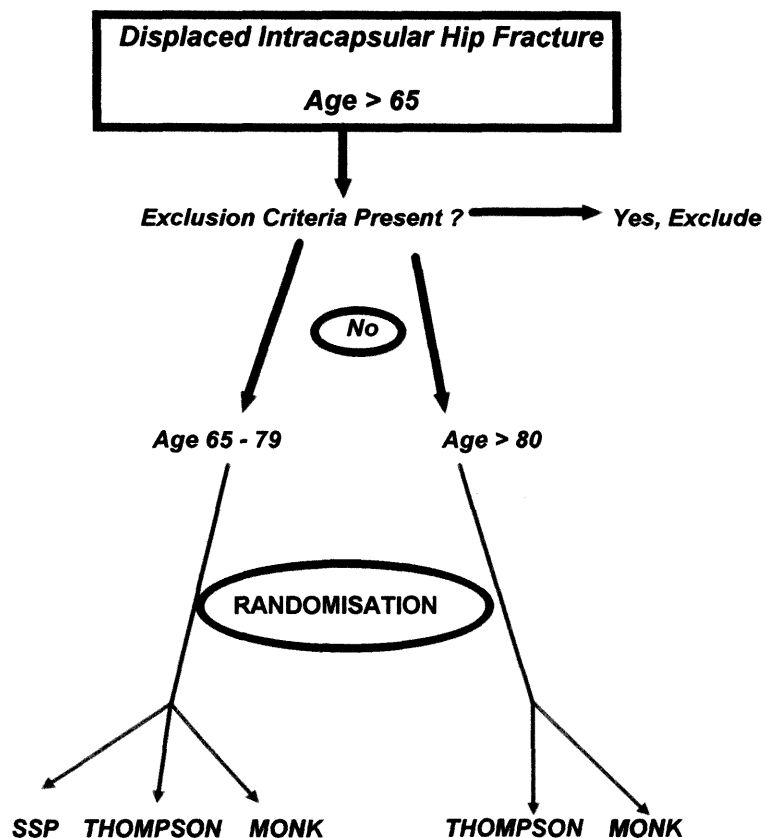 Displaced Intracapsular Hip Fracture
Age > 65
Exclusion Criteria Present ?
Yes, Exclude
No
Age 65 - 79
Age > 80
RANDOMISATION
SSP THOMPSON MONK
THOMPSON MONK